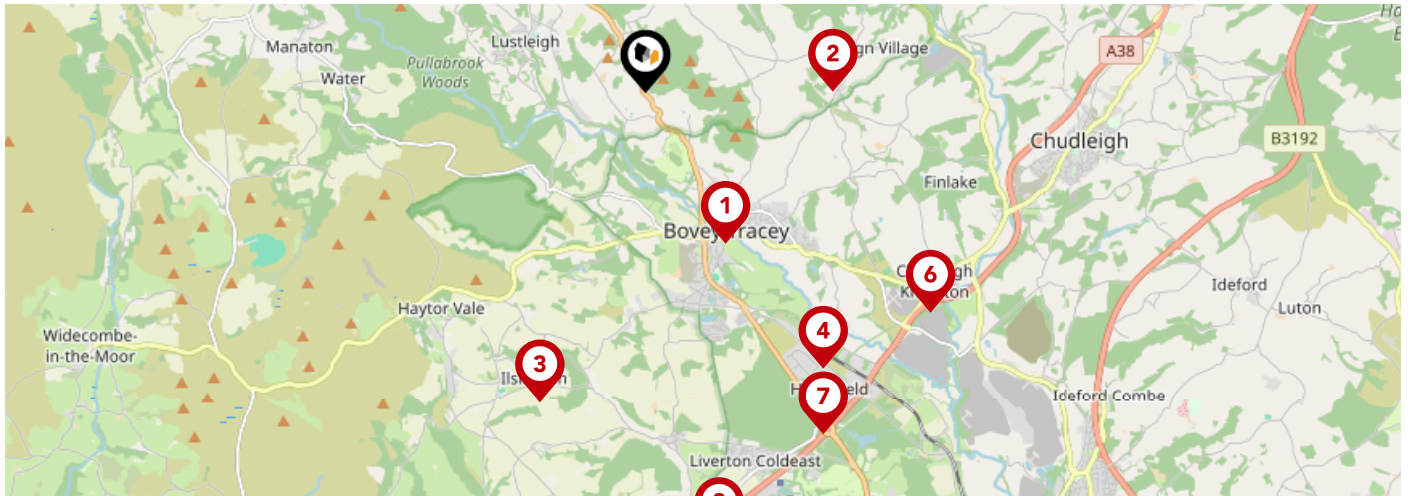 Manaton
Lustleigh
Water
Pullabrook
Woods
2
gn Village
A38
Chudleigh
B3192
Finlake
1
Bovey Tracey
6
Haytor Vale
Ideford
Luton
Widecombe-
in-the-Moor
4
3
7
Ideford Combe
Liverton Coldeast